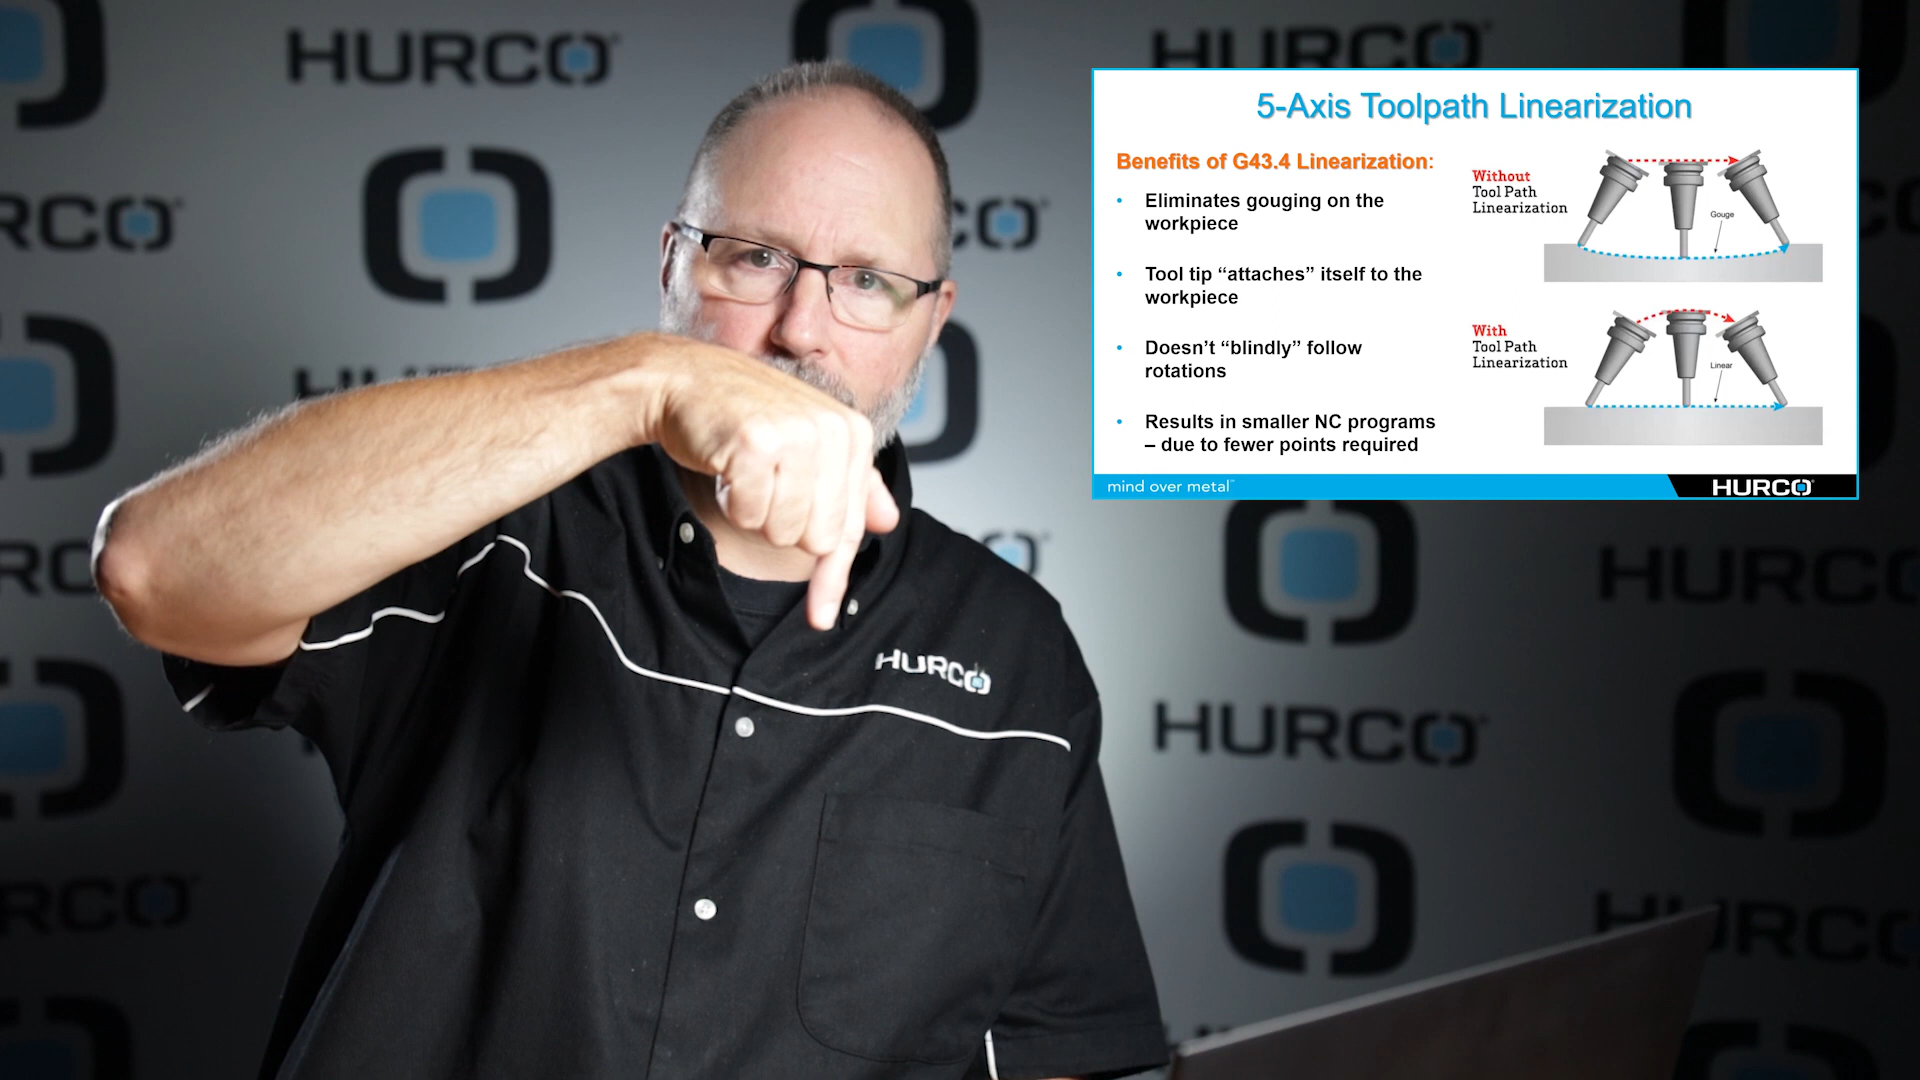 HURCO
HURCO
5-Axis Toolpath Linearization
Benefits of G43.4 Linearization:
• Eliminates gouging on the
workpiece
• Tool tip “attaches” itself to the
workpiece
• Doesn’t “blindly” follow
rotations
• Results in smaller NC programs
– due to fewer points required
Without
Tool Path
Linearization
Gouge
With
Tool Path
Linearization
Linear
mind over metal™
HURCO
HURCO
HURCO
HURCO